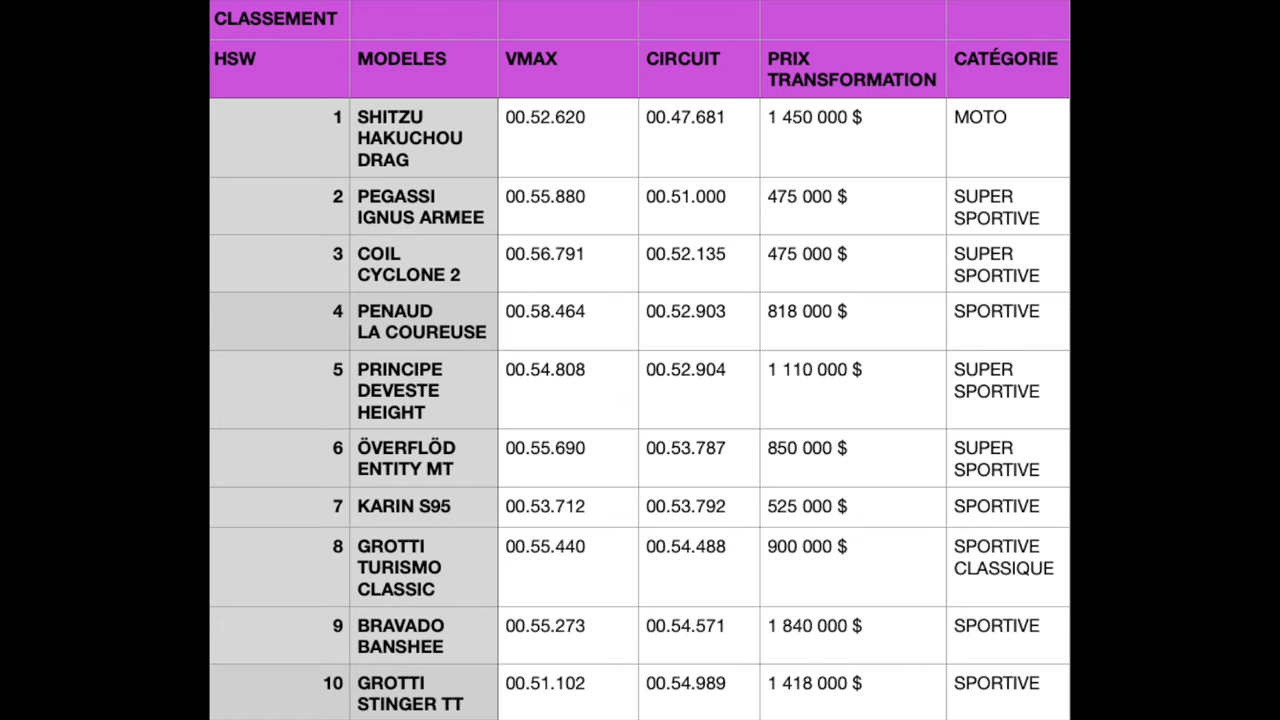 CLASSEMENT
HSW MODELES VMAX CIRCUIT PRIX TRANSFORMATION CATÉGORIE
1 SHITZU HAKUCHOU DRAG 00.52.620 00.47.681 1 450 000 $ MOTO
2 PEGASSI IGNUS ARMEE 00.55.880 00.51.000 475 000 $ SUPER SPORTIVE
3 COIL CYCLONE 2 00.56.791 00.52.135 475 000 $ SUPER SPORTIVE
4 PENAUD LA COUREUSE 00.58.464 00.52.903 818 000 $ SPORTIVE
5 PRINCIPE DEVESTE HEIGHT 00.54.808 00.52.904 1 110 000 $ SUPER SPORTIVE
6 ÖVERFLÖD ENTITY MT 00.55.690 00.53.787 850 000 $ SUPER SPORTIVE
7 KARIN S95 00.53.712 00.53.792 525 000 $ SPORTIVE
8 GROTTI TURISMO CLASSIC 00.55.440 00.54.488 900 000 $ SPORTIVE CLASSIQUE
9 BRAVADO BANSHEE 00.55.273 00.54.571 1 840 000 $ SPORTIVE
10 GROTTI STINGER TT 00.51.102 00.54.989 1 418 000 $ SPORTIVE